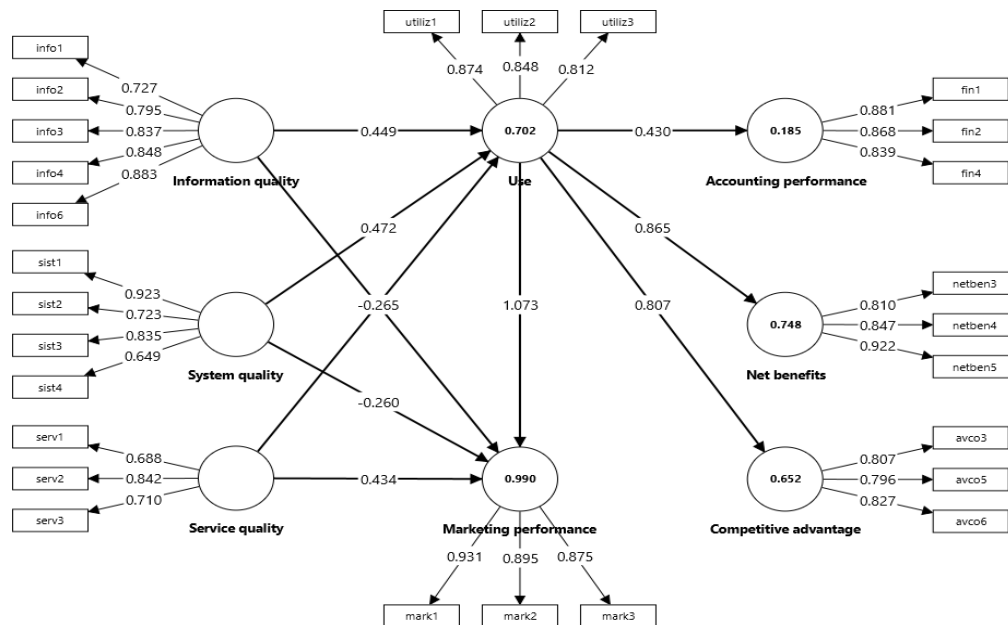 utiliz1 utiliz2 utiliz3
info1
info2
info3
info4
info6
0.727
0.795
0.837
0.848
0.883
0.874 0.848 0.812
Information quality
0.449
0.702
Use
0.430
0.185
Accounting performance
0.881
0.868
0.839
fin1
fin2
fin4
sist1
sist2
sist3
sist4
0.923
0.723
0.835
0.649
System quality
0.472
-0.265
-0.260
1.073
0.865
0.807
0.748
Net benefits
0.810
0.847
0.922
netben3
netben4
netben5
serv1
serv2
serv3
0.688
0.842
0.710
Service quality
0.434
0.990
Marketing performance
0.652
Competitive advantage
0.807
0.796
0.827
avco3
avco5
avco6
0.931 0.895 0.875
mark1 mark2 mark3